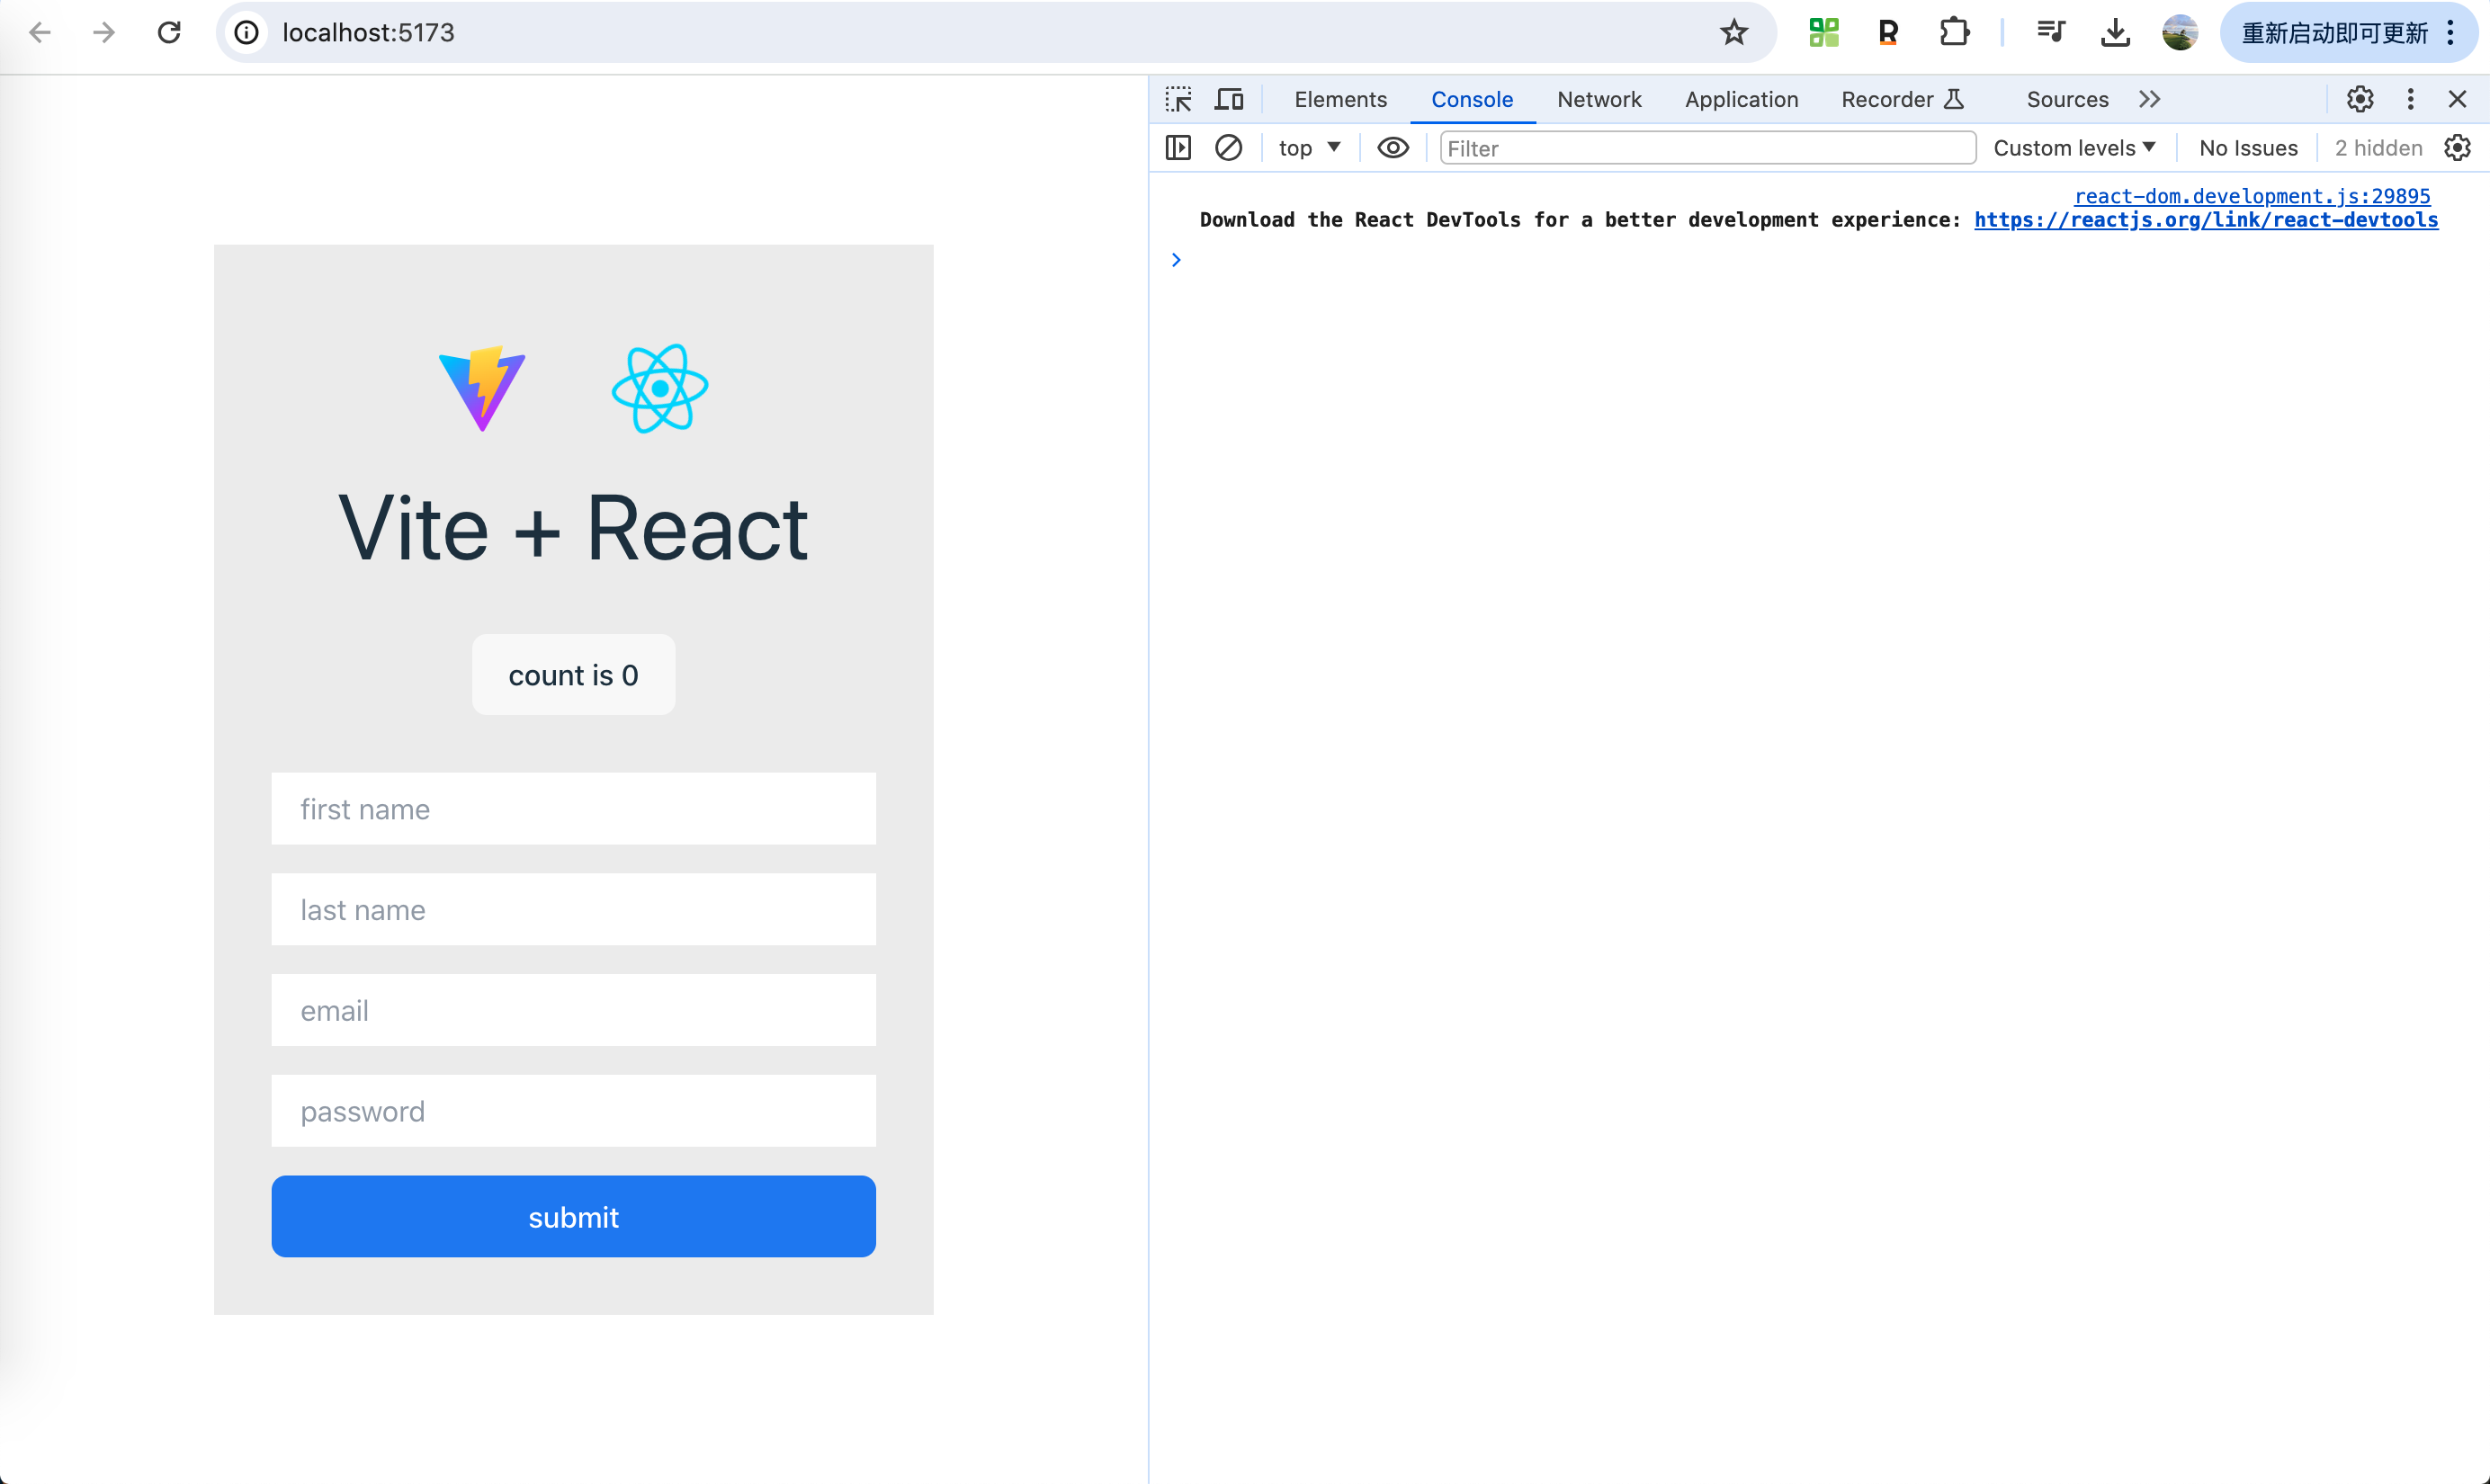 localhost:5173
重新启动即可更新
Elements Console Network Application Recorder Sources
top Filter Custom levels No Issues 2 hidden
react-dom.development.js:29895
Download the React DevTools for a better development experience: https://reactjs.org/link/react-devtools
Vite + React
count is 0
first name
last name
email
password
submit